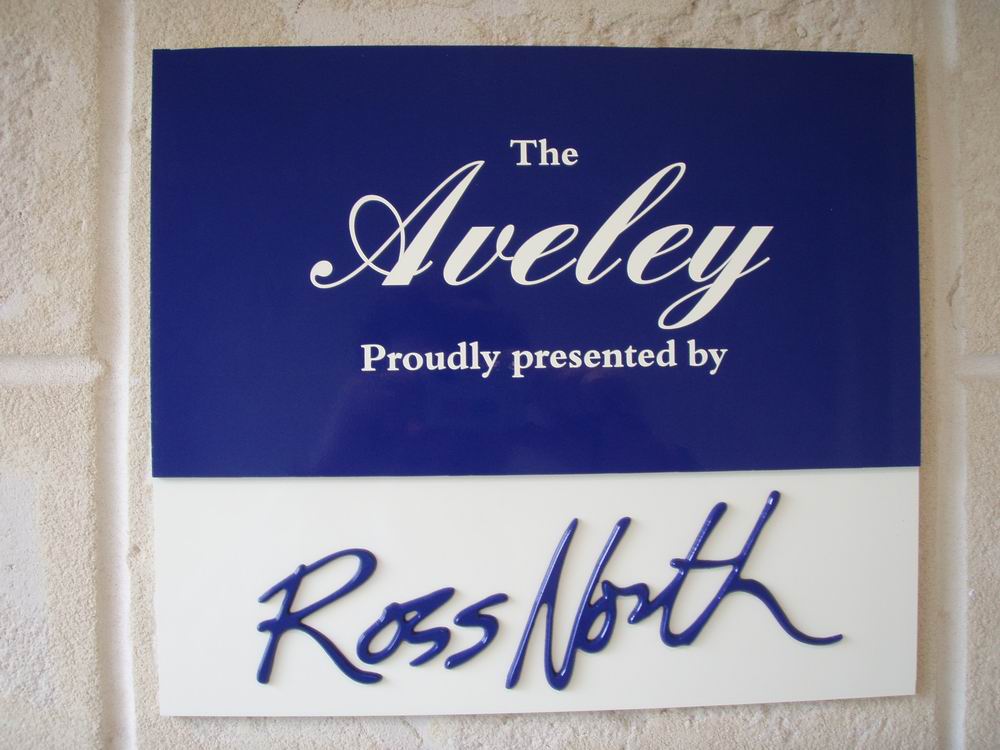 The
Aveley
Proudly presented by
Ross North